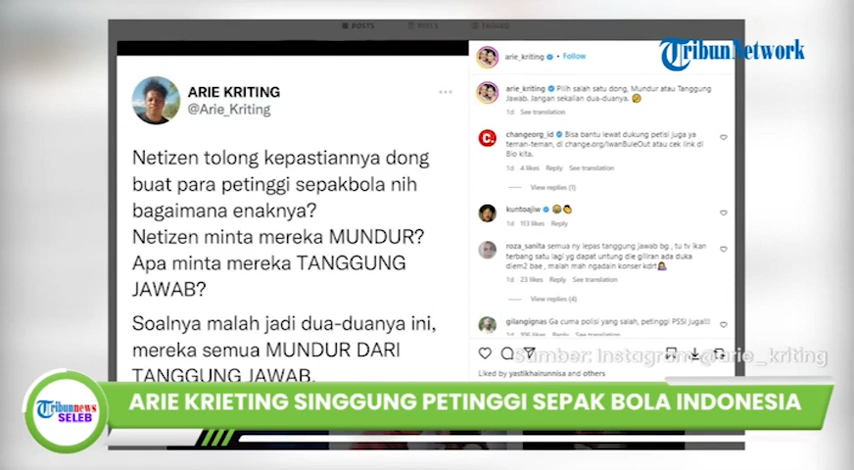 POSTS
REELS
TAGGED
TribunNetwork
ARIE KRITING
@Arie_Kriting
Netizen tolong kepastiannya dong
buat para petinggi sepakbola nih
bagaimana enaknya?
Netizen minta mereka MUNDUR?
Apa minta mereka TANGGUNG
JAWAB?
Soalnya malah jadi dua-duanya ini,
mereka semua MUNDUR DARI
TANGGUNG JAWAB.
arie_kriting • Follow
arie_kriting Pilih salah satu dong, Mundur atau Tanggung
Jawab. Jangan sekalian dua-duanya. 🤣
1d See translation
changeorg_id Bisa bantu lewat dukung petisi juga ya
teman-teman, di change.org/IwanBuleOut atau cek link di
Bio kita.
1d 4 likes Reply See translation
View replies (1)
kuntoajiw
1d 113 likes Reply
roza_sanita semua ny lepas tanggung jawab bg , tu tv ikan
terbang satu lagi yg dapat untung die giliran ada duka
diem2 bae , malah mah ngadain konser kdrt
1d 23 likes Reply See translation
View replies (4)
gilangignas Ga cuma polisi yang salah, petinggi PSSI juga!!!
Sumber: Instagram @arie_kriting
Liked by yastikhairunnisa and others
Tribunnews
SELEB
ARIE KRIETING SINGGUNG PETINGGI SEPAK BOLA INDONESIA